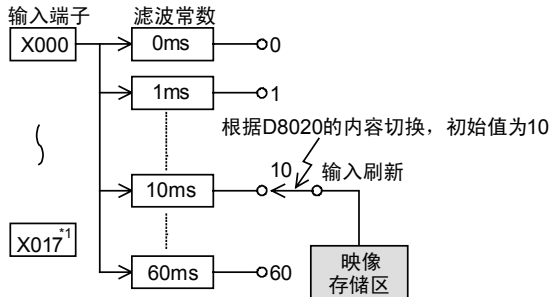 输入端子
滤波常数
X000
0ms
0
1ms
1
根据D8020的内容切换，初始值为10
10ms
10
输入刷新
X017*1
60ms
60
映像
存储区